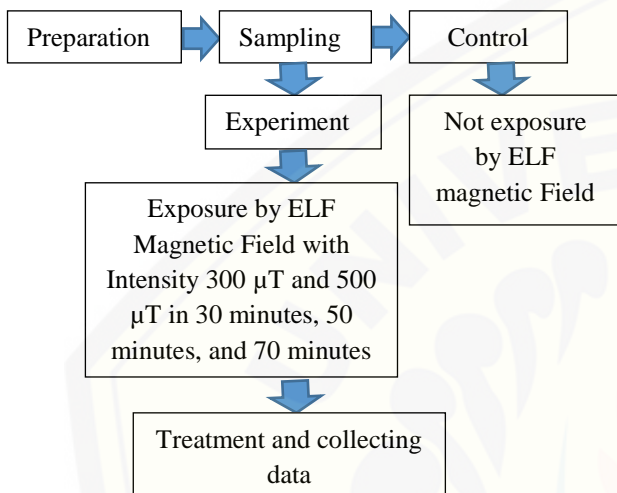 Preparation
Sampling
Control
Experiment
Not exposure
by ELF
magnetic Field
Exposure by ELF
Magnetic Field with
Intensity 300 µT and 500
µT in 30 minutes, 50
minutes, and 70 minutes
Treatment and collecting
data